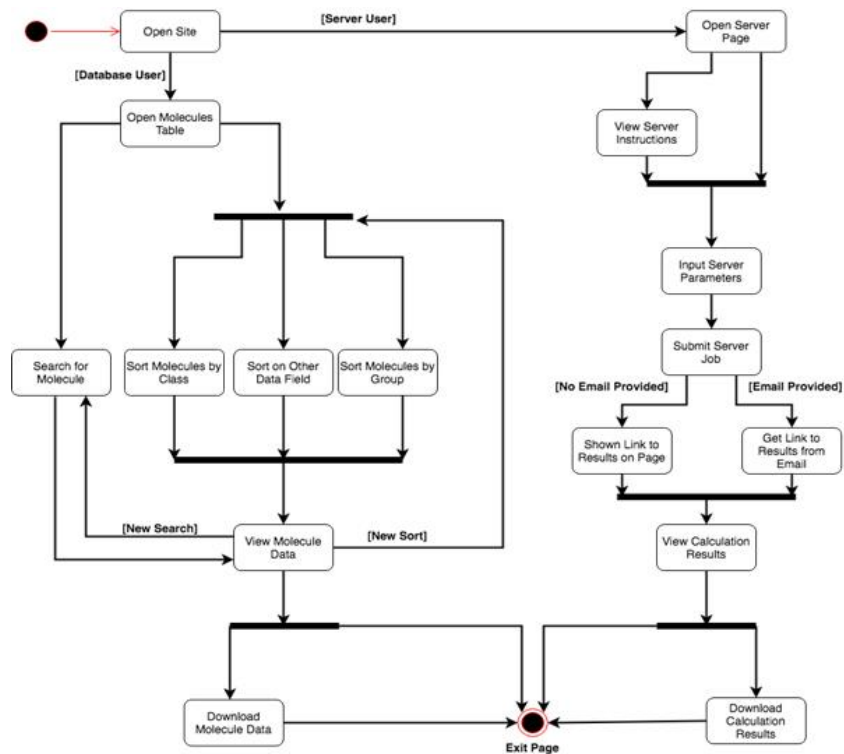 [Server User]
Open Site
Open Server
Page
[Database User]
Open Molecules
Table
View Server
Instructions
Input Server
Parameters
Search for
Molecule
Sort Molecules by
Class
Sort on Other
Data Field
Sort Molecules by
Group
Submit Server
Job
[No Email Provided]
[Email Provided]
Shown Link to
Results on Page
Get Link to
Results from
Email
[New Search]
View Molecule
Data
[New Sort]
View Calculation
Results
Download
Molecule Data
Download
Calculation
Results
Exit Page